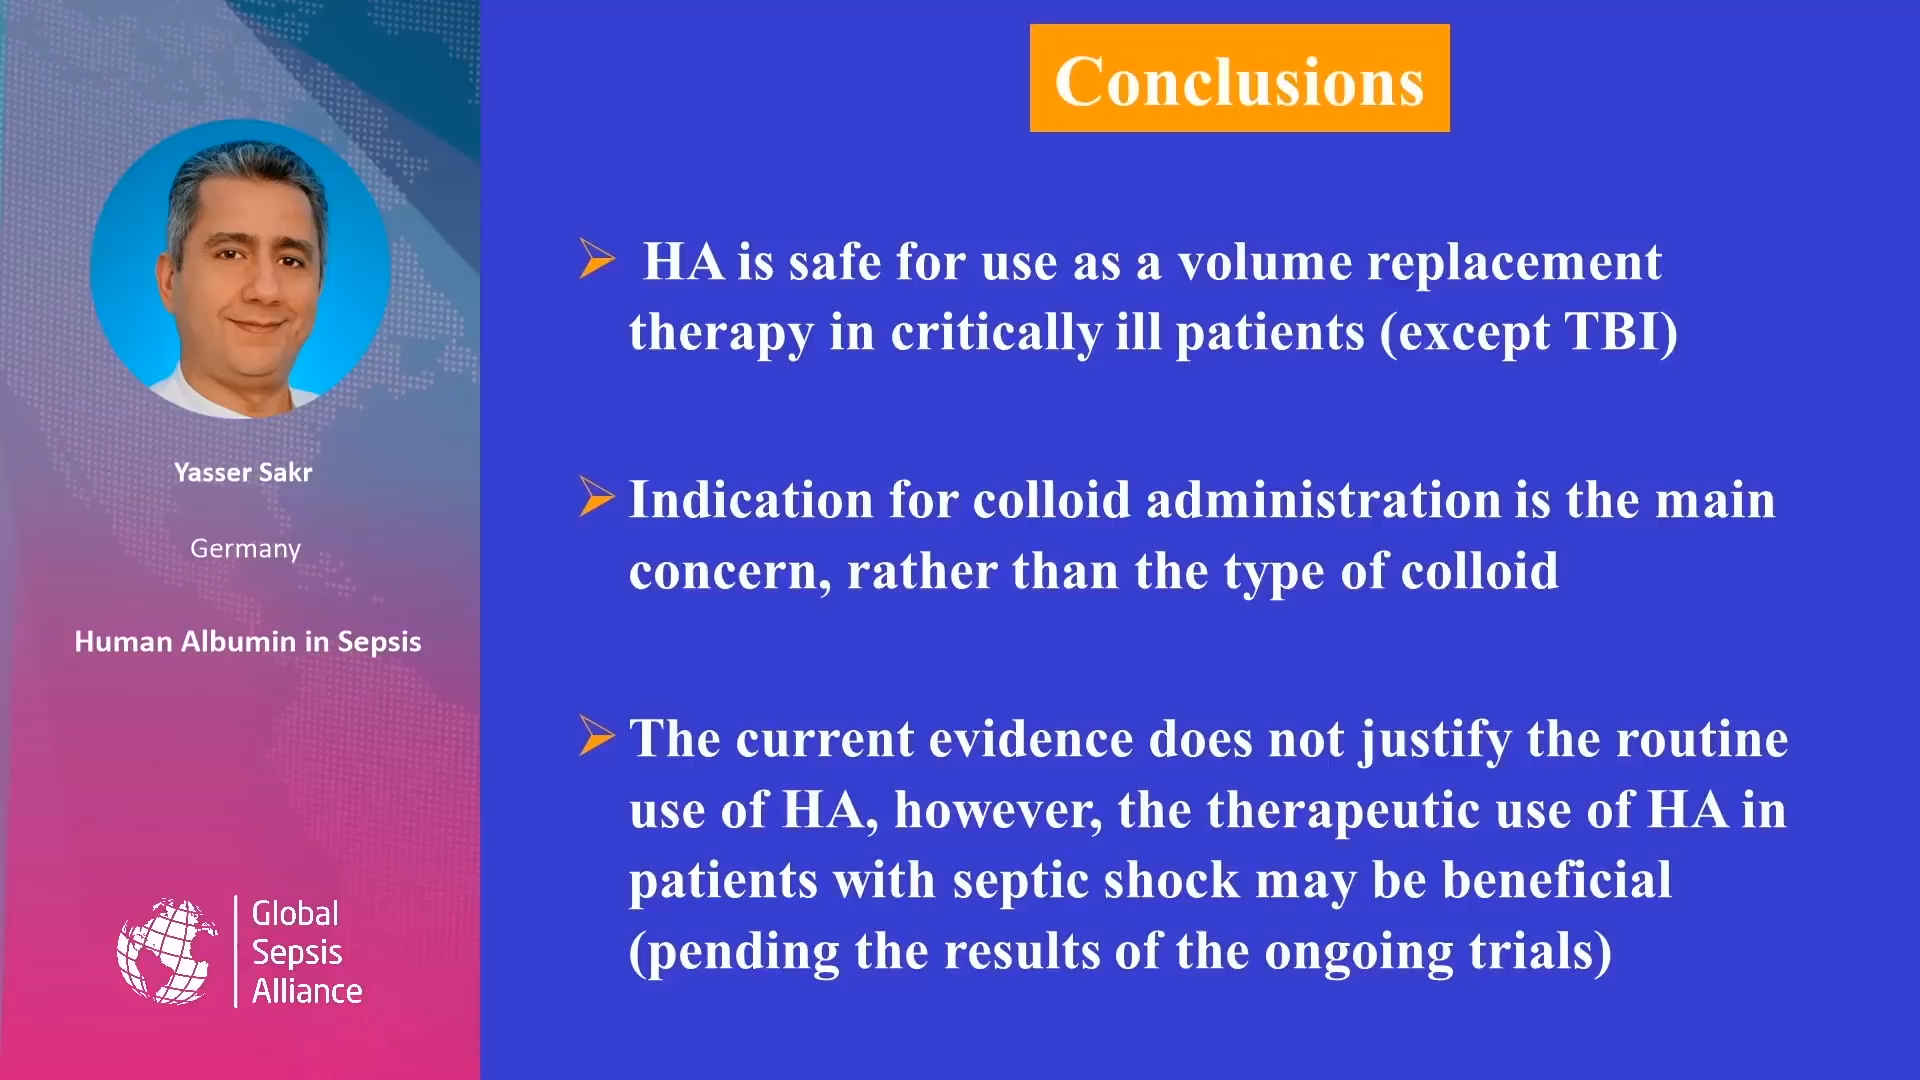 Conclusions
➢ HA is safe for use as a volume replacement
therapy in critically ill patients (except TBI)
➢ Indication for colloid administration is the main
concern, rather than the type of colloid
➢ The current evidence does not justify the routine
use of HA, however, the therapeutic use of HA in
patients with septic shock may be beneficial
(pending the results of the ongoing trials)
Yasser Sakr
Germany
Human Albumin in Sepsis
Global
Sepsis
Alliance